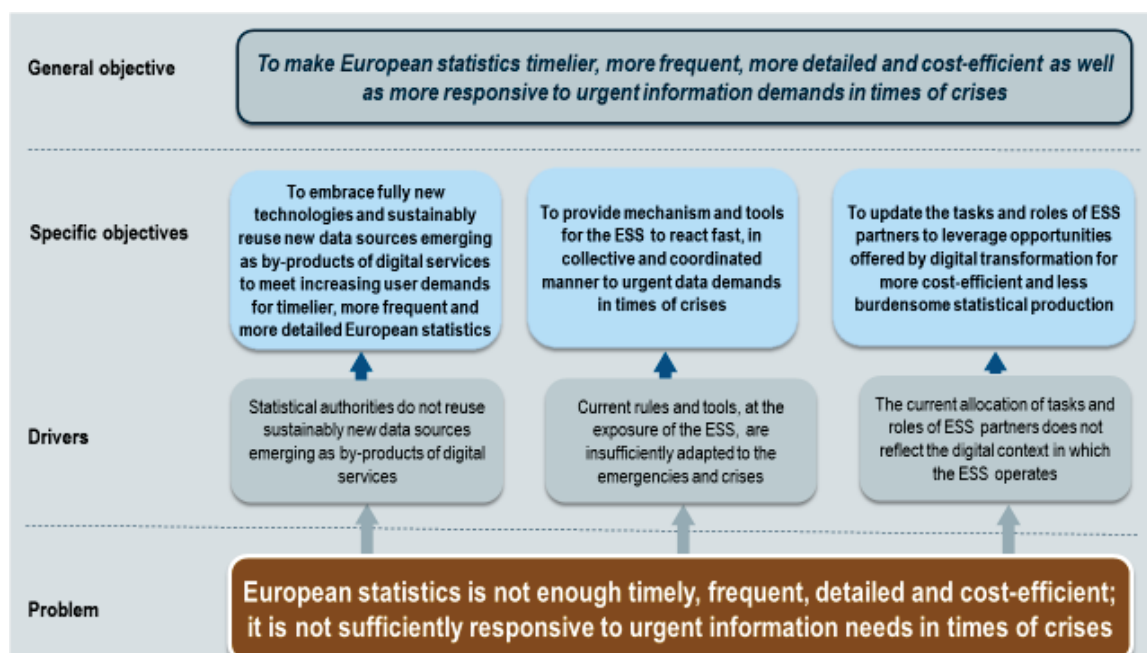 General objective
To make European statistics timelier, more frequent, more detailed and cost-efficient as well
as more responsive to urgent information demands in times of crises
Specific objectives
To embrace fully new
technologies and sustainably
reuse new data sources emerging
as by-products of digital services
to meet increasing user demands
for timelier, more frequent and
more detailed European statistics
To provide mechanism and tools
for the ESS to react fast, in
collective and coordinated
manner to urgent data demands
in times of crises
To update the tasks and roles of ESS
partners to leverage opportunities
offered by digital transformation for
more cost-efficient and less
burdensome statistical production
Drivers
Statistical authorities do not reuse
sustainably new data sources
emerging as by-products of digital
services
Current rules and tools, at the
exposure of the ESS, are
insufficiently adapted to the
emergencies and crises
The current allocation of tasks and
roles of ESS partners does not
reflect the digital context in which
the ESS operates
Problem
European statistics is not enough timely, frequent, detailed and cost-efficient;
it is not sufficiently responsive to urgent information needs in times of crises